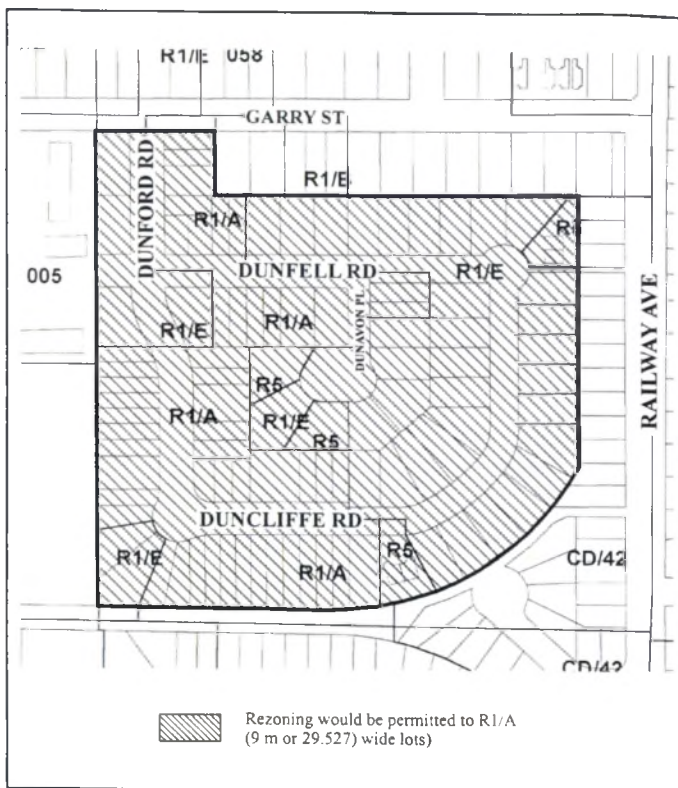 R1/E 058
GARRY ST
DUNFORD RD
R1/E
R1/A
DUNFELL RD
R1/E
005
DUNAVON PL
R1/E
R1/A
RAILWAY AVE
R5
R1/A
R1/E
R5
DUNCLIFFE RD
R5
R1/E
R1/A
CD/42
CD/42
Rezoning would be permitted to R1/A
(9 m or 29.527) wide lots)